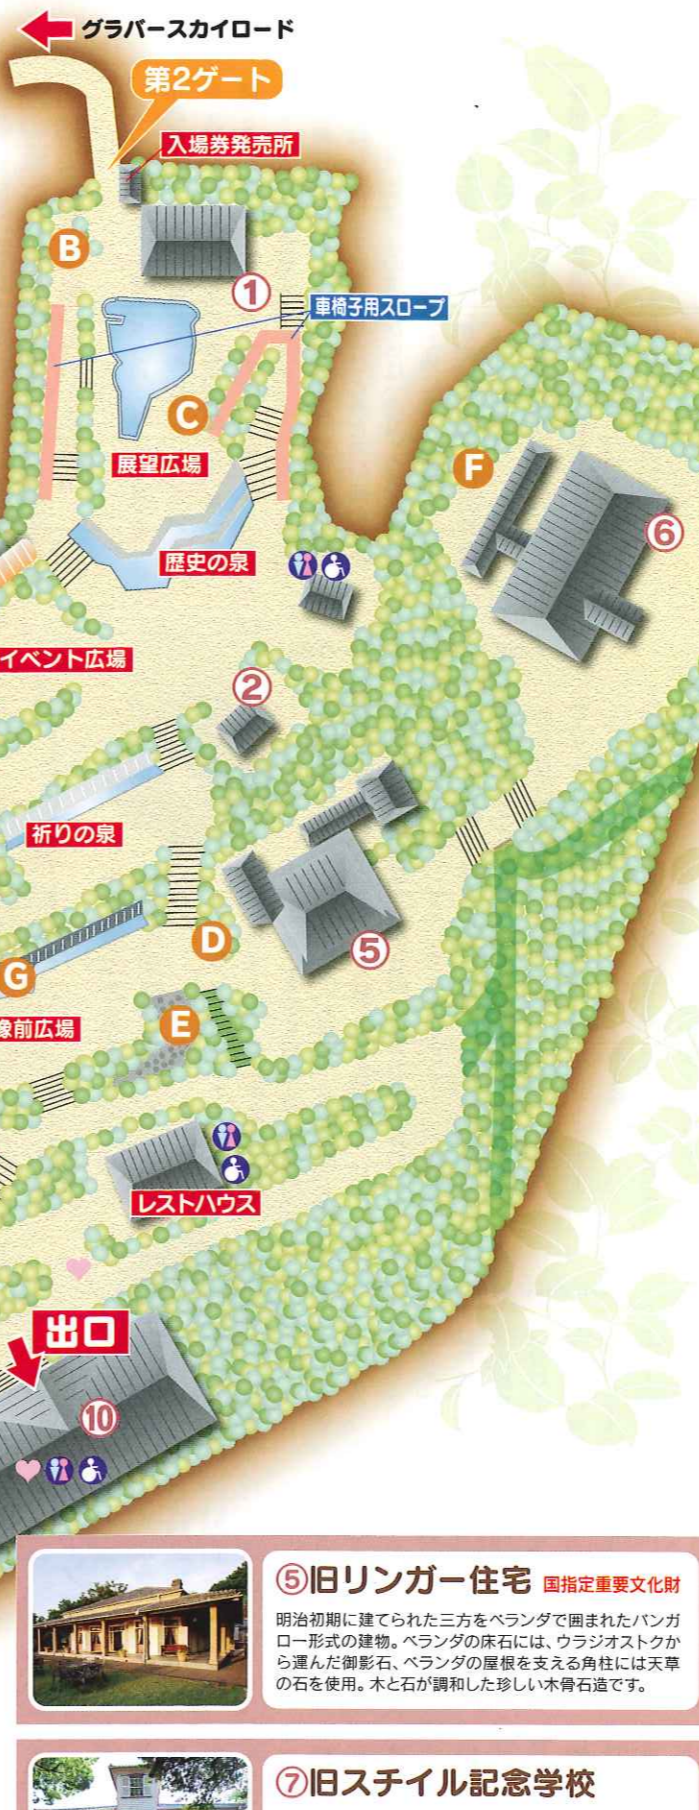 グラバースカイロード
第2ゲート
入場券発売所
B
①
車椅子用スロープ
C
展望広場
F
⑥
歴史の泉
イベント広場
②
祈りの泉
D
⑤
G
像前広場
E
レストハウス
出口
⑩
⑤旧リンガー住宅 国指定重要文化財
明治初期に建てられた三方をベランダで囲まれたバンガ
ロー形式の建物。ベランダの床石には、ウラジオストクか
ら運んだ御影石、ベランダの屋根を支える角柱には天草
の石を使用。木と石が調和した珍しい木骨石造です。
⑦旧スチイル記念学校